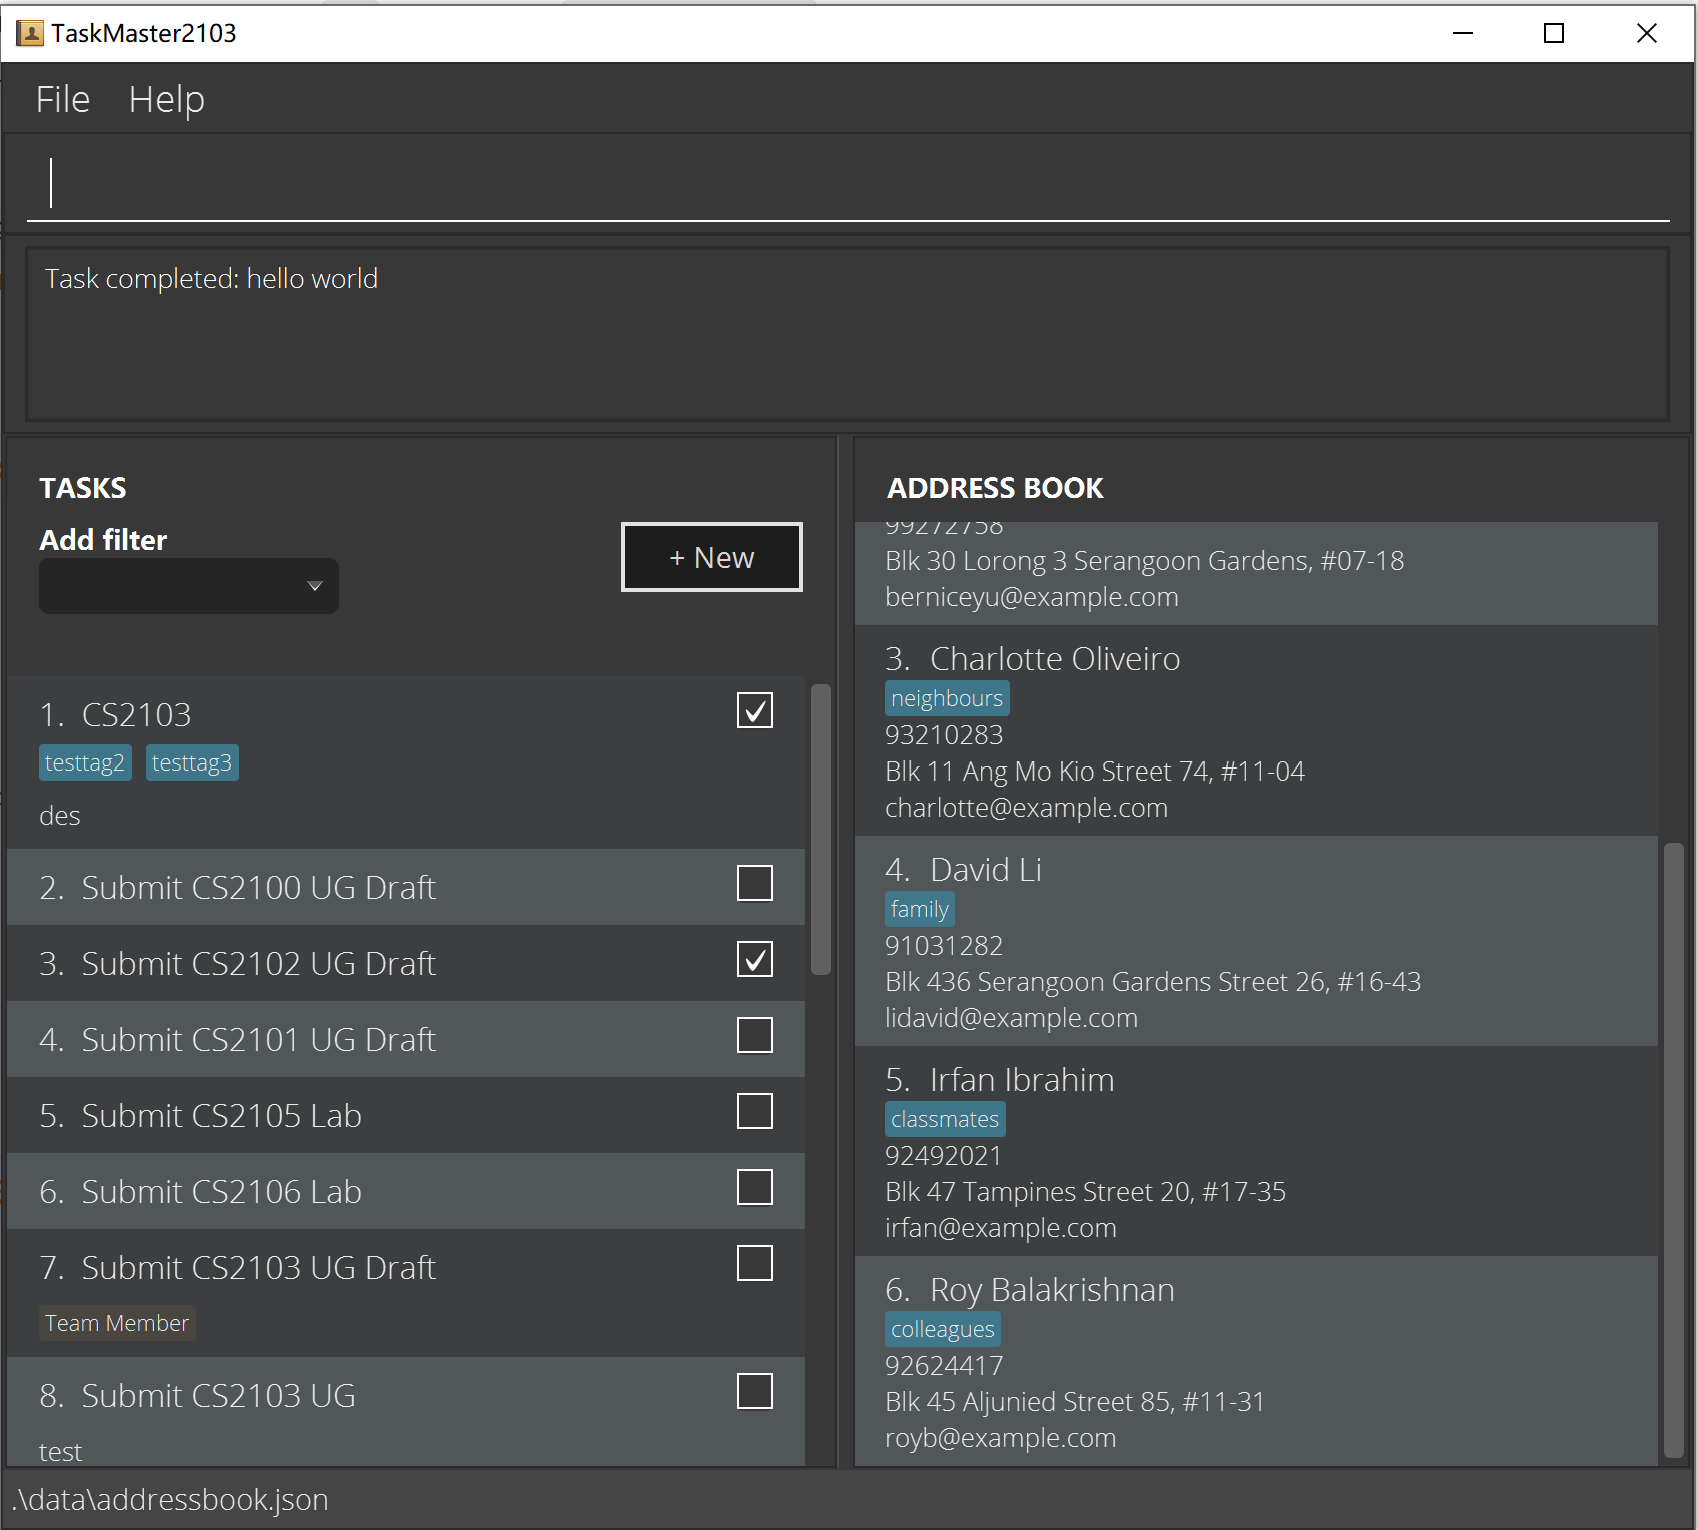 TaskMaster2103
File Help
Task completed: hello world
TASKS
Add filter
+ New
1. CS2103
testtag2 testtag3
des
2. Submit CS2100 UG Draft
3. Submit CS2102 UG Draft
4. Submit CS2101 UG Draft
5. Submit CS2105 Lab
6. Submit CS2106 Lab
7. Submit CS2103 UG Draft
Team Member
8. Submit CS2103 UG
test
ADDRESS BOOK
99272758
Blk 30 Lorong 3 Serangoon Gardens, #07-18
berniceyu@example.com
3. Charlotte Oliveiro
neighbours
93210283
Blk 11 Ang Mo Kio Street 74, #11-04
charlotte@example.com
4. David Li
family
91031282
Blk 436 Serangoon Gardens Street 26, #16-43
lidavid@example.com
5. Irfan Ibrahim
classmates
92492021
Blk 47 Tampines Street 20, #17-35
irfan@example.com
6. Roy Balakrishnan
colleagues
92624417
Blk 45 Aljunied Street 85, #11-31
royb@example.com
.\data\addressbook.json